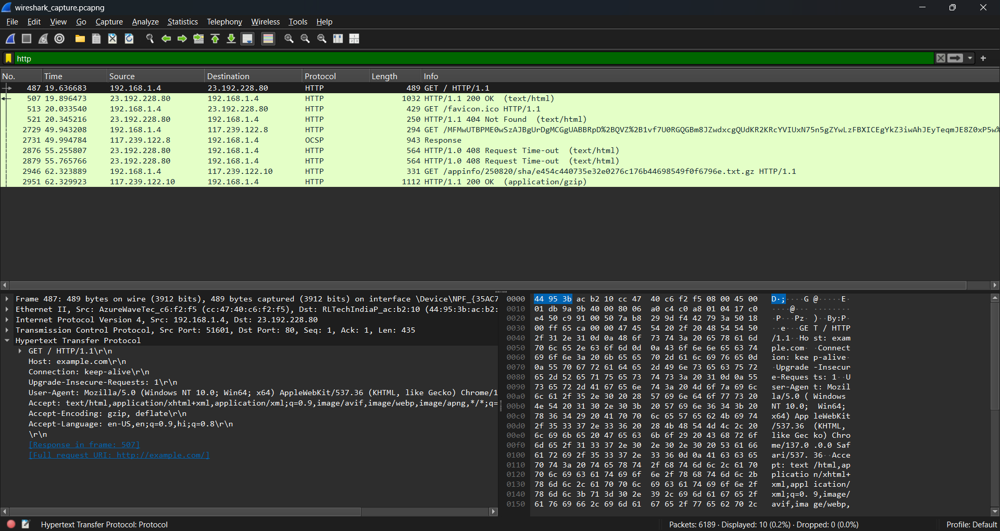 wireshark_capture.pcapng
File Edit View Go Capture Analyze Statistics Telephony Wireless Tools Help
http
No. Time Source Destination Protocol Length Info
487 19.636683 192.168.1.4 23.192.228.80 HTTP 489 GET / HTTP/1.1
507 19.896473 23.192.228.80 192.168.1.4 HTTP 1032 HTTP/1.1 200 OK (text/html)
513 20.033540 192.168.1.4 23.192.228.80 HTTP 429 GET /favicon.ico HTTP/1.1
521 20.345216 23.192.228.80 192.168.1.4 HTTP 250 HTTP/1.1 404 Not Found (text/html)
2729 49.943208 192.168.1.4 117.239.122.8 HTTP 294 GET /MFMwUTBPME0wSzAJBgUrDgMCGgUABBRpD%2BQVZ%2B1vf7U0RGQGBm8JZwdxcgQUdKR2KRcYVIUxN75n5gZYwLzFBXICEgYkZ3iwAhJEyTeqmJE8Z0xP5w%
2731 49.994784 117.239.122.8 192.168.1.4 OCSP 943 Response
2876 55.255807 23.192.228.80 192.168.1.4 HTTP 564 HTTP/1.0 408 Request Time-out (text/html)
2879 55.765766 23.192.228.80 192.168.1.4 HTTP 564 HTTP/1.0 408 Request Time-out (text/html)
2946 62.323889 192.168.1.4 117.239.122.10 HTTP 331 GET /appinfo/250820/sha/e454c440735e32e0276c176b44698549f0f6796e.txt.gz HTTP/1.1
2951 62.329923 117.239.122.10 192.168.1.4 HTTP 1112 HTTP/1.1 200 OK (application/gzip)
Frame 487: 489 bytes on wire (3912 bits), 489 bytes captured (3912 bits) on interface \Device\NPF_{35AC7
Ethernet II, Src: AzureWaveTec_c6:f2:f5 (cc:47:40:c6:f2:f5), Dst: RLTechIndiaP_ac:b2:10 (44:95:3b:ac:b2:
Internet Protocol Version 4, Src: 192.168.1.4, Dst: 23.192.228.80
Transmission Control Protocol, Src Port: 51601, Dst Port: 80, Seq: 1, Ack: 1, Len: 435
Hypertext Transfer Protocol
GET / HTTP/1.1\r\n
Host: example.com\r\n
Connection: keep-alive\r\n
Upgrade-Insecure-Requests: 1\r\n
User-Agent: Mozilla/5.0 (Windows NT 10.0; Win64; x64) AppleWebKit/537.36 (KHTML, like Gecko) Chrome/1
Accept: text/html,application/xhtml+xml,application/xml;q=0.9,image/avif,image/webp,image/apng,*/*;q=
Accept-Encoding: gzip, deflate\r\n
Accept-Language: en-US,en;q=0.9,hi;q=0.8\r\n
\r\n
[Response in frame: 507]
[Full request URI: http://example.com/]
0000 44 95 3b ac b2 10 cc 47 40 c6 f2 f5 08 00 45 00 D·;····G @·····E·
0010 01 db 9a 9b 40 00 80 06 a0 c4 c0 a8 01 04 17 c0 ····@··· ········
0020 e4 50 c9 91 00 50 7a b8 29 9d f4 42 79 3a 50 18 ·P···Pz· )··By:P·
0030 00 ff 65 ca 00 00 47 45 54 20 2f 20 48 54 54 50 ··e···GE T / HTTP
0040 2f 31 2e 31 0d 0a 48 6f 73 74 3a 20 65 78 61 6d /1.1··Ho st: exam
0050 70 6c 65 2e 63 6f 6d 0d 0a 43 6f 6e 6e 65 63 74 ple.com· ·Connect
0060 69 6f 6e 3a 20 6b 65 65 70 2d 61 6c 69 76 65 0d ion: kee p-alive·
0070 0a 55 70 67 72 61 64 65 2d 49 6e 73 65 63 75 72 ·Upgrade -Insecur
0080 65 2d 52 65 71 75 65 73 74 73 3a 20 31 0d 0a 55 e-Reques ts: 1··U
0090 73 65 72 2d 41 67 65 6e 74 3a 20 4d 6f 7a 69 6c ser-Agen t: Mozil
00a0 6c 61 2f 35 2e 30 20 28 57 69 6e 64 6f 77 73 20 la/5.0 ( Windows
00b0 4e 54 20 31 30 2e 30 3b 20 57 69 6e 36 34 3b 20 NT 10.0; Win64;
00c0 78 36 34 29 20 41 70 70 6c 65 57 65 62 4b 69 74 x64) App leWebKit
00d0 2f 35 33 37 2e 33 36 20 28 4b 48 54 4d 4c 2c 20 /537.36 (KHTML,
00e0 6c 69 6b 65 20 47 65 63 6b 6f 29 20 43 68 72 6f like Gec ko) Chro
00f0 6d 65 2f 31 33 37 2e 30 2e 30 2e 30 20 53 61 66 me/137.0 .0.0 Saf
0100 61 72 69 2f 35 33 37 2e 33 36 0d 0a 41 63 63 65 ari/537. 36··Acce
0110 70 74 3a 20 74 65 78 74 2f 68 74 6d 6c 2c 61 70 pt: text /html,ap
0120 70 6c 69 63 61 74 69 6f 6e 2f 78 68 74 6d 6c 2b plicatio n/xhtml+
0130 78 6d 6c 2c 61 70 70 6c 69 63 61 74 69 6f 6e 2f xml,appl ication/
0140 78 6d 6c 3b 71 3d 30 2e 39 2c 69 6d 61 67 65 2f xml;q=0. 9,image/
0150 61 76 69 66 2c 69 6d 61 67 65 2f 77 65 62 70 2c avif,ima ge/webp,
Hypertext Transfer Protocol: Protocol
Packets: 6189 · Displayed: 10 (0.2%) · Dropped: 0 (0.0%)
Profile: Default